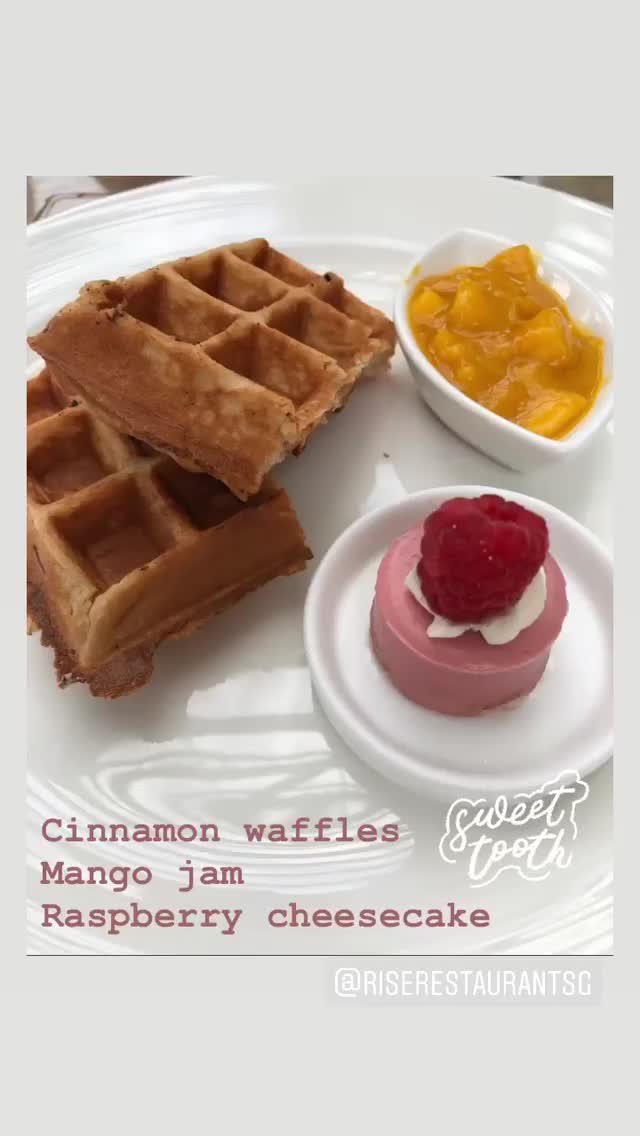 Cinnamon waffles
Mango jam
Raspberry cheesecake
sweet
tooth
@RISERESTAURANTSG